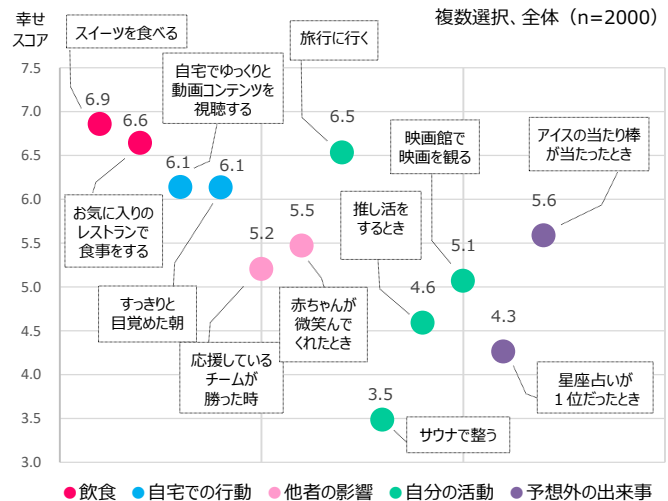 幸せ
スコア
複数選択、全体（n=2000）
スイーツを食べる
自宅でゆっくりと
動画コンテンツを
視聴する
旅行に行く
映画館で
映画を観る
アイスの当たり棒
が当たったとき
お気に入りの
レストランで
食事をする
推し活を
するとき
すっきりと
目覚めた朝
赤ちゃんが
微笑んで
くれたとき
応援している
チームが
勝った時
サウナで整う
星座占いが
１位だったとき
7.5
7.0
6.5
6.0
5.5
5.0
4.5
4.0
3.5
3.0
6.9
6.6
6.1
6.1
5.2
5.5
6.5
3.5
4.6
5.1
4.3
5.6
飲食
自宅での行動
他者の影響
自分の活動
予想外の出来事